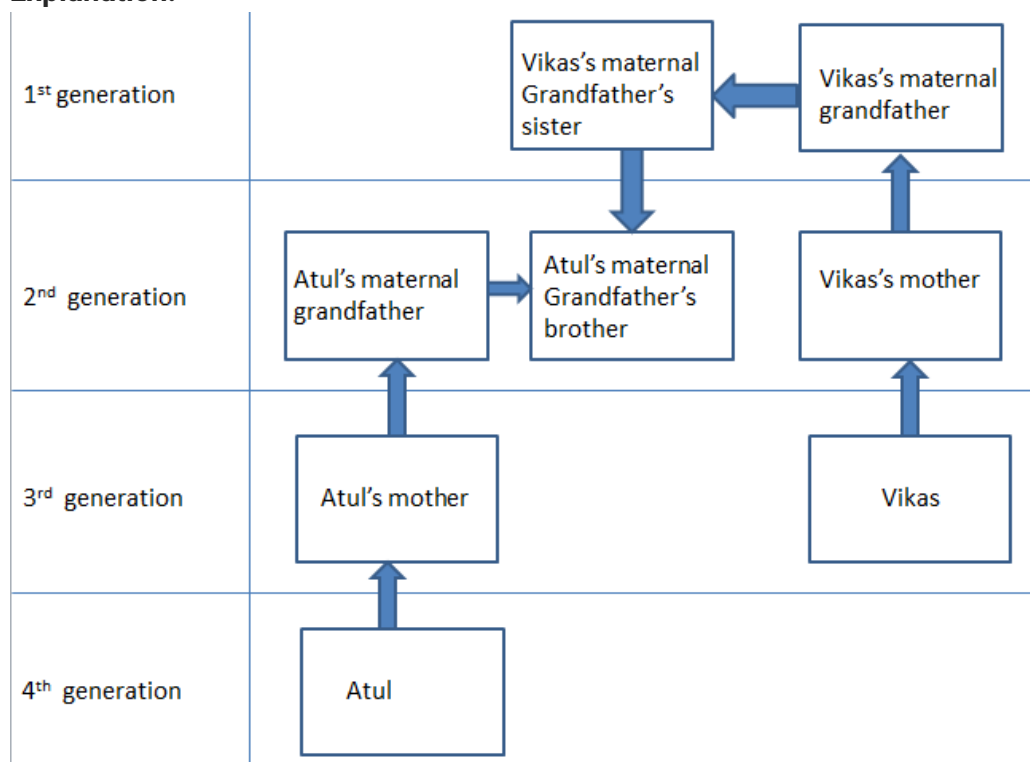 1st generation
Vikas’s maternal
Grandfather’s
sister
Vikas’s maternal
grandfather
2nd generation
Atul’s maternal
grandfather
Atul’s maternal
Grandfather’s
brother
Vikas’s mother
3rd generation
Atul’s mother
Vikas
4th generation
Atul